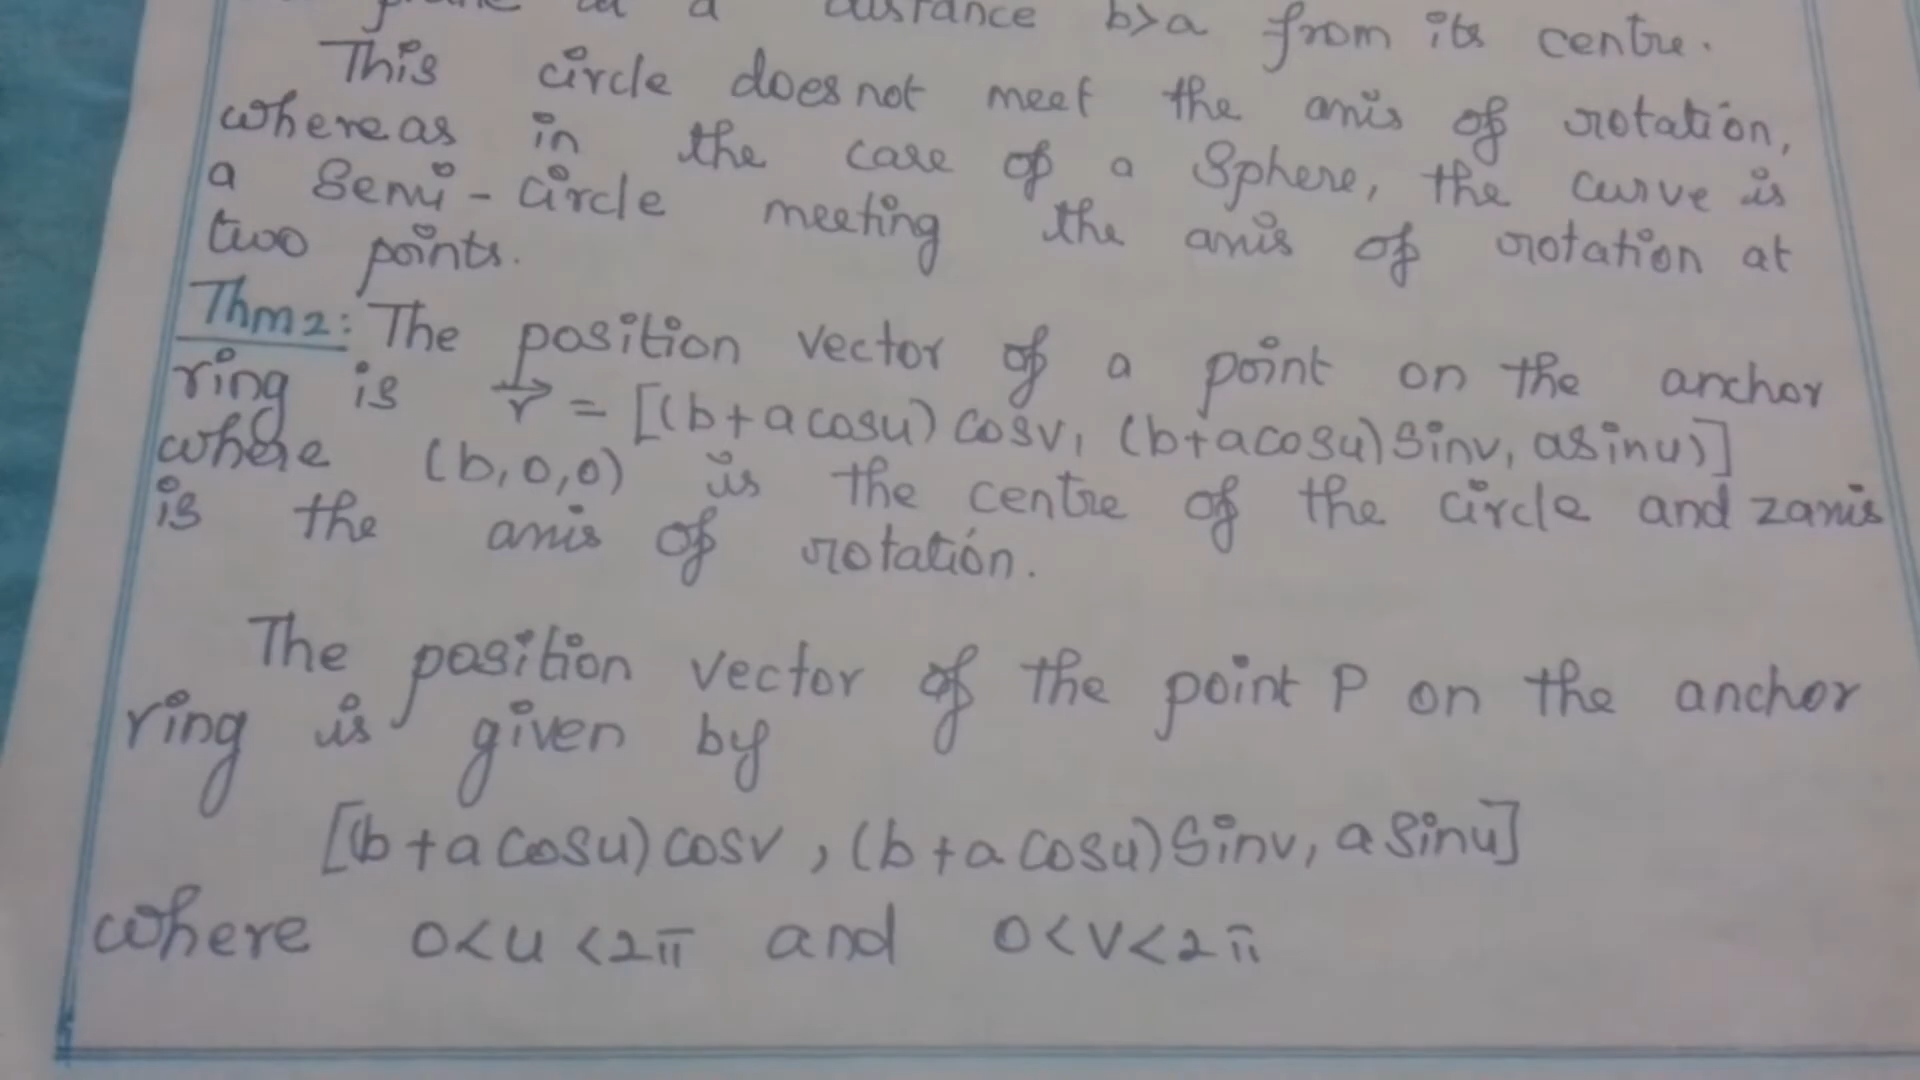 plane at a distance b>a from its centre.
This circle does not meet the axis of rotation,
whereas in the case of a Sphere, the curve is
a Semi-circle meeting the axis of rotation at
two points.
Thm2: The position vector of a point on the anchor
ring is r⃗ = [(b+a cosu) cosv, (b+acosu) Sinv, asinu)]
where (b,0,0) is the centre of the circle and z axis
is the axis of rotation.
The position vector of the point P on the anchor
ring is given by
[(b+a cosu) cosv, (b+a cosu) Sinv, a Sinu]
where 0<u<2π and 0<v<2π